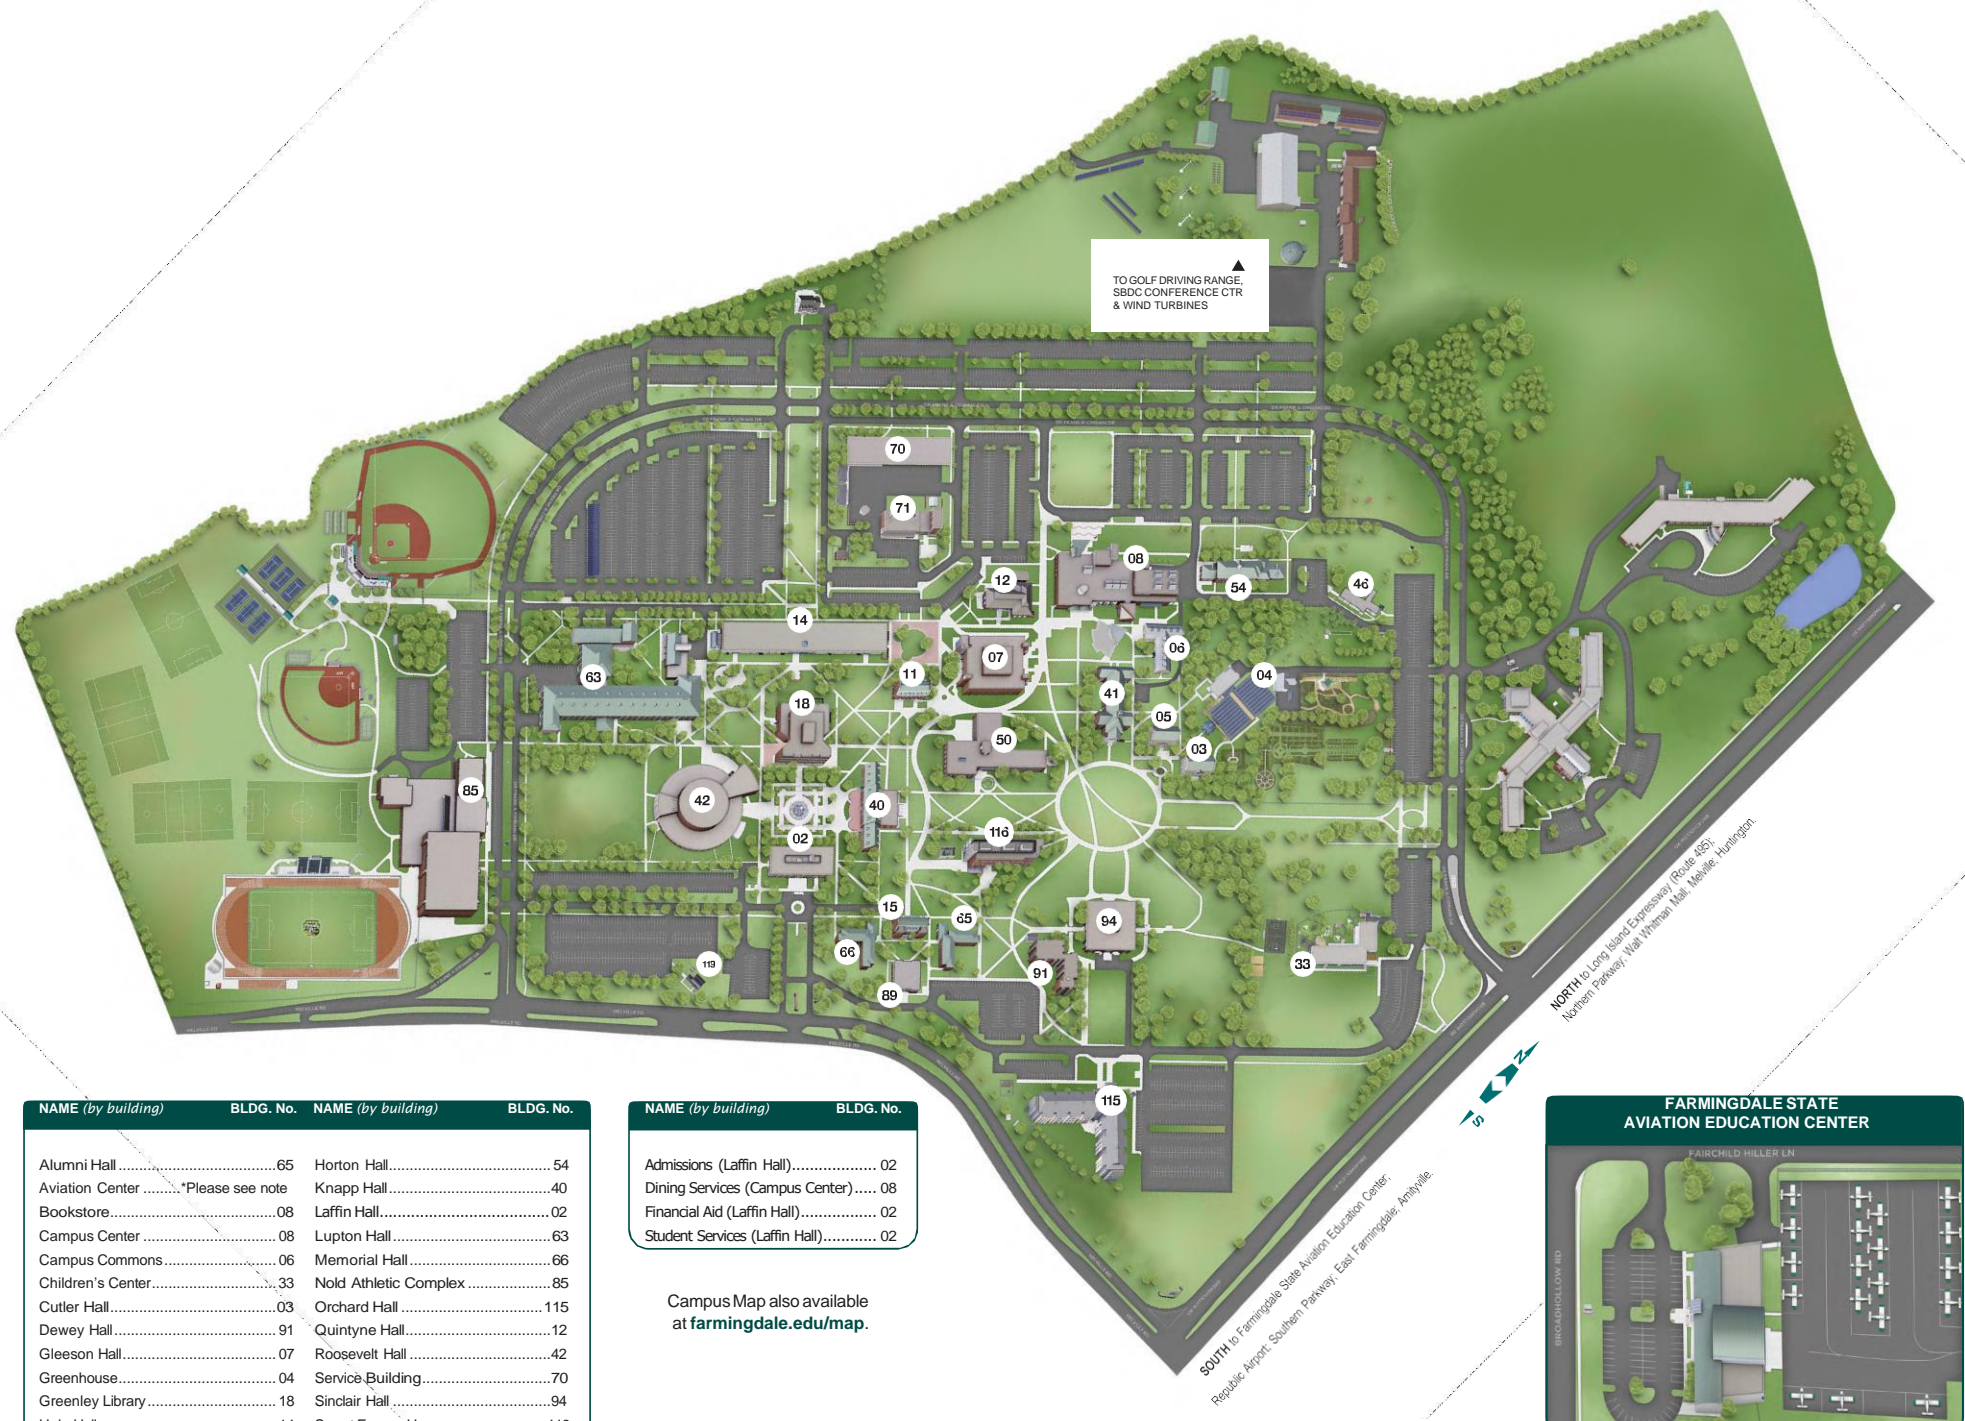 TO GOLF DRIVING RANGE,
SBDC CONFERENCE CTR
& WIND TURBINES
70
71
08
12
54
46
14
07
06
63
11
04
41
18
05
50
03
85
42
40
116
02
15
65
94
66
113
91
33
89
115
NORTH to Long Island Expressway (Route 495);
Northern Parkway; Walt Whitman Mall; Melville; Huntington.
N
S
SOUTH to Farmingdale State Aviation Education Center;
Republic Airport; Southern Parkway; East Farmingdale; Amityville.
NAME (by building) BLDG. No. NAME (by building) BLDG. No.
Alumni Hall 65 Horton Hall 54
Aviation Center *Please see note Knapp Hall 40
Bookstore 08 Laffin Hall 02
Campus Center 08 Lupton Hall 63
Campus Commons 06 Memorial Hall 66
Children's Center 33 Nold Athletic Complex 85
Cutler Hall 03 Orchard Hall 115
Dewey Hall 91 Quintyne Hall 12
Gleeson Hall 07 Roosevelt Hall 42
Greenhouse 04 Service Building 70
Greenley Library 18 Sinclair Hall 94
NAME (by building) BLDG. No.
Admissions (Laffin Hall) 02
Dining Services (Campus Center) 08
Financial Aid (Laffin Hall) 02
Student Services (Laffin Hall) 02
Campus Map also available
at farmingdale.edu/map.
FARMINGDALE STATE
AVIATION EDUCATION CENTER
FAIRCHILD HILLER LN
BROADHOLLOW RD